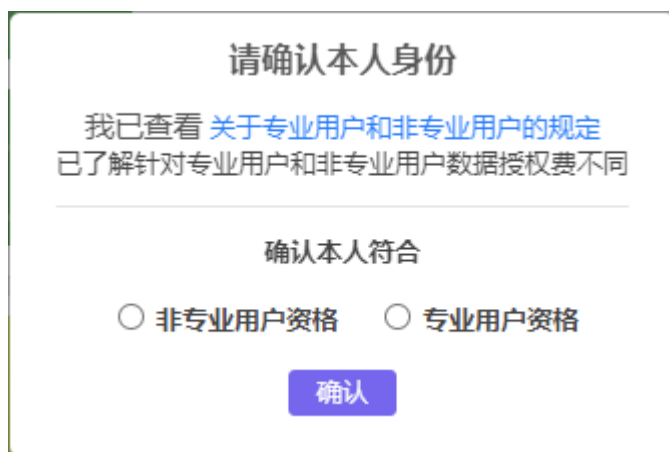 请确认本人身份
我已查看 关于专业用户和非专业用户的规定
已了解针对专业用户和非专业用户数据授权费不同
确认本人符合
非专业用户资格 专业用户资格
确认